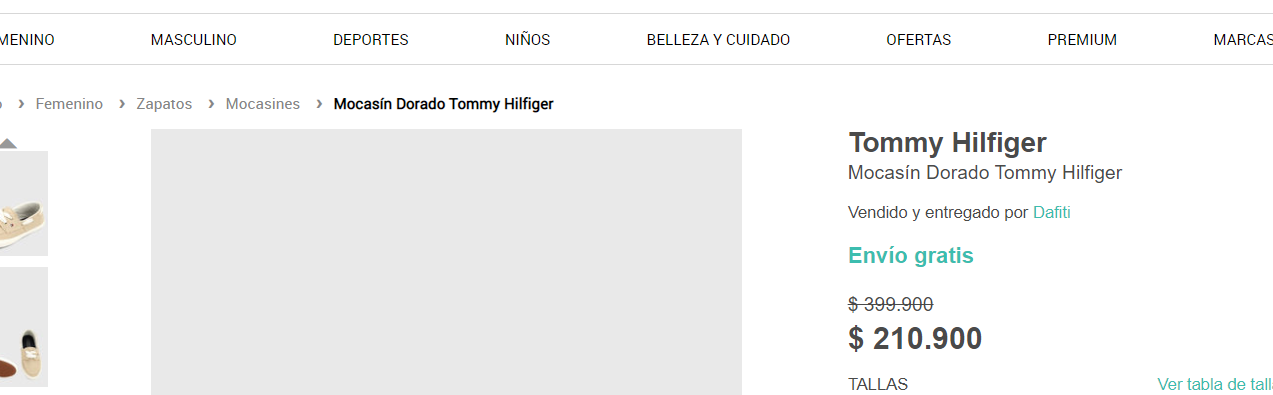 MENINO MASCULINO DEPORTES NIÑOS BELLEZA Y CUIDADO OFERTAS PREMIUM MARCAS
› Femenino › Zapatos › Mocasines › Mocasín Dorado Tommy Hilfiger
Tommy Hilfiger
Mocasín Dorado Tommy Hilfiger
Vendido y entregado por Dafiti
Envío gratis
$ 399.900
$ 210.900
TALLAS Ver tabla de tall